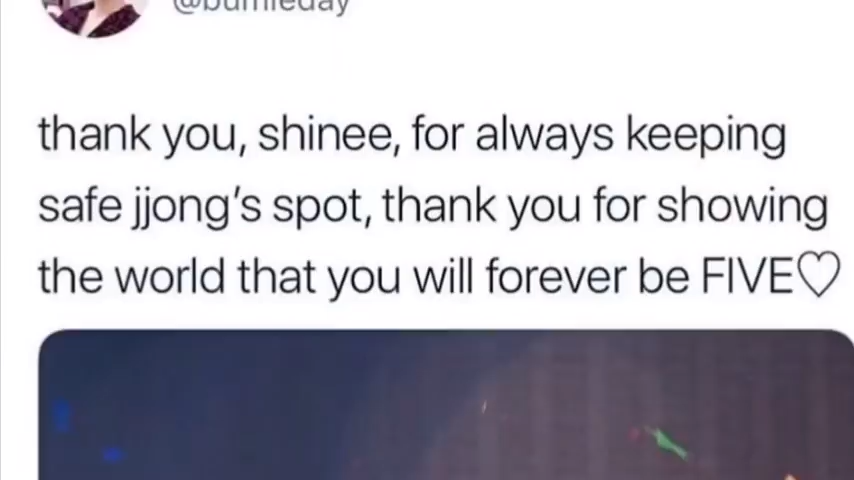 thank you, shinee, for always keeping
safe jjong's spot, thank you for showing
the world that you will forever be FIVE♡